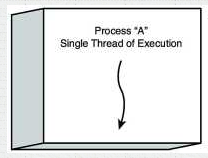 Process "A"
Single Thread of Execution